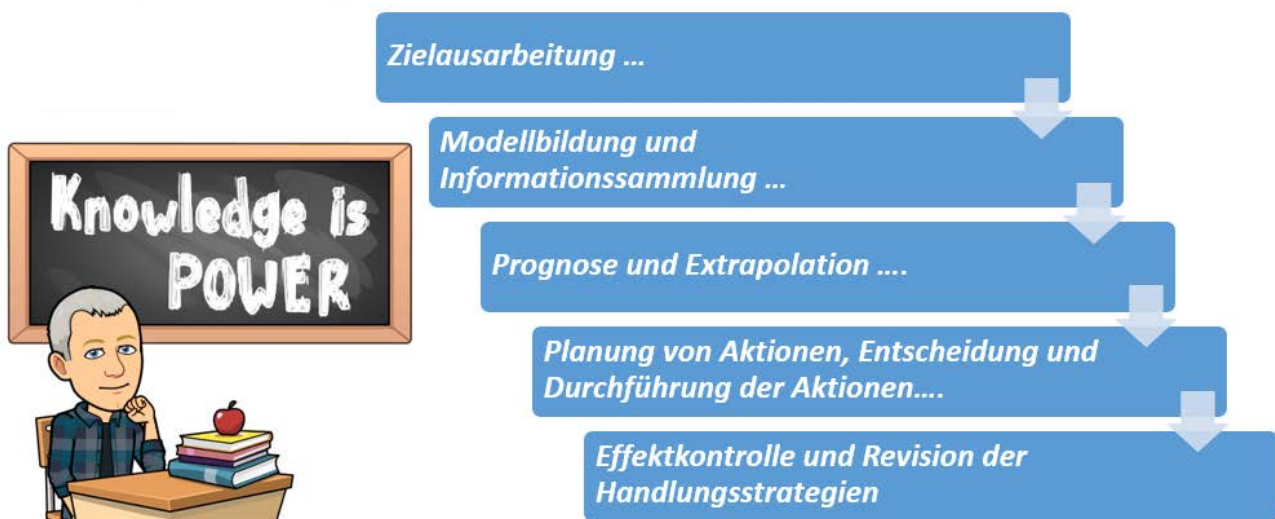 Zielausarbeitung ...
Modellbildung und
Informationssammlung ...
Knowledge is
POWER
Prognose und Extrapolation ....
Planung von Aktionen, Entscheidung und
Durchführung der Aktionen....
Effektkontrolle und Revision der
Handlungsstrategien